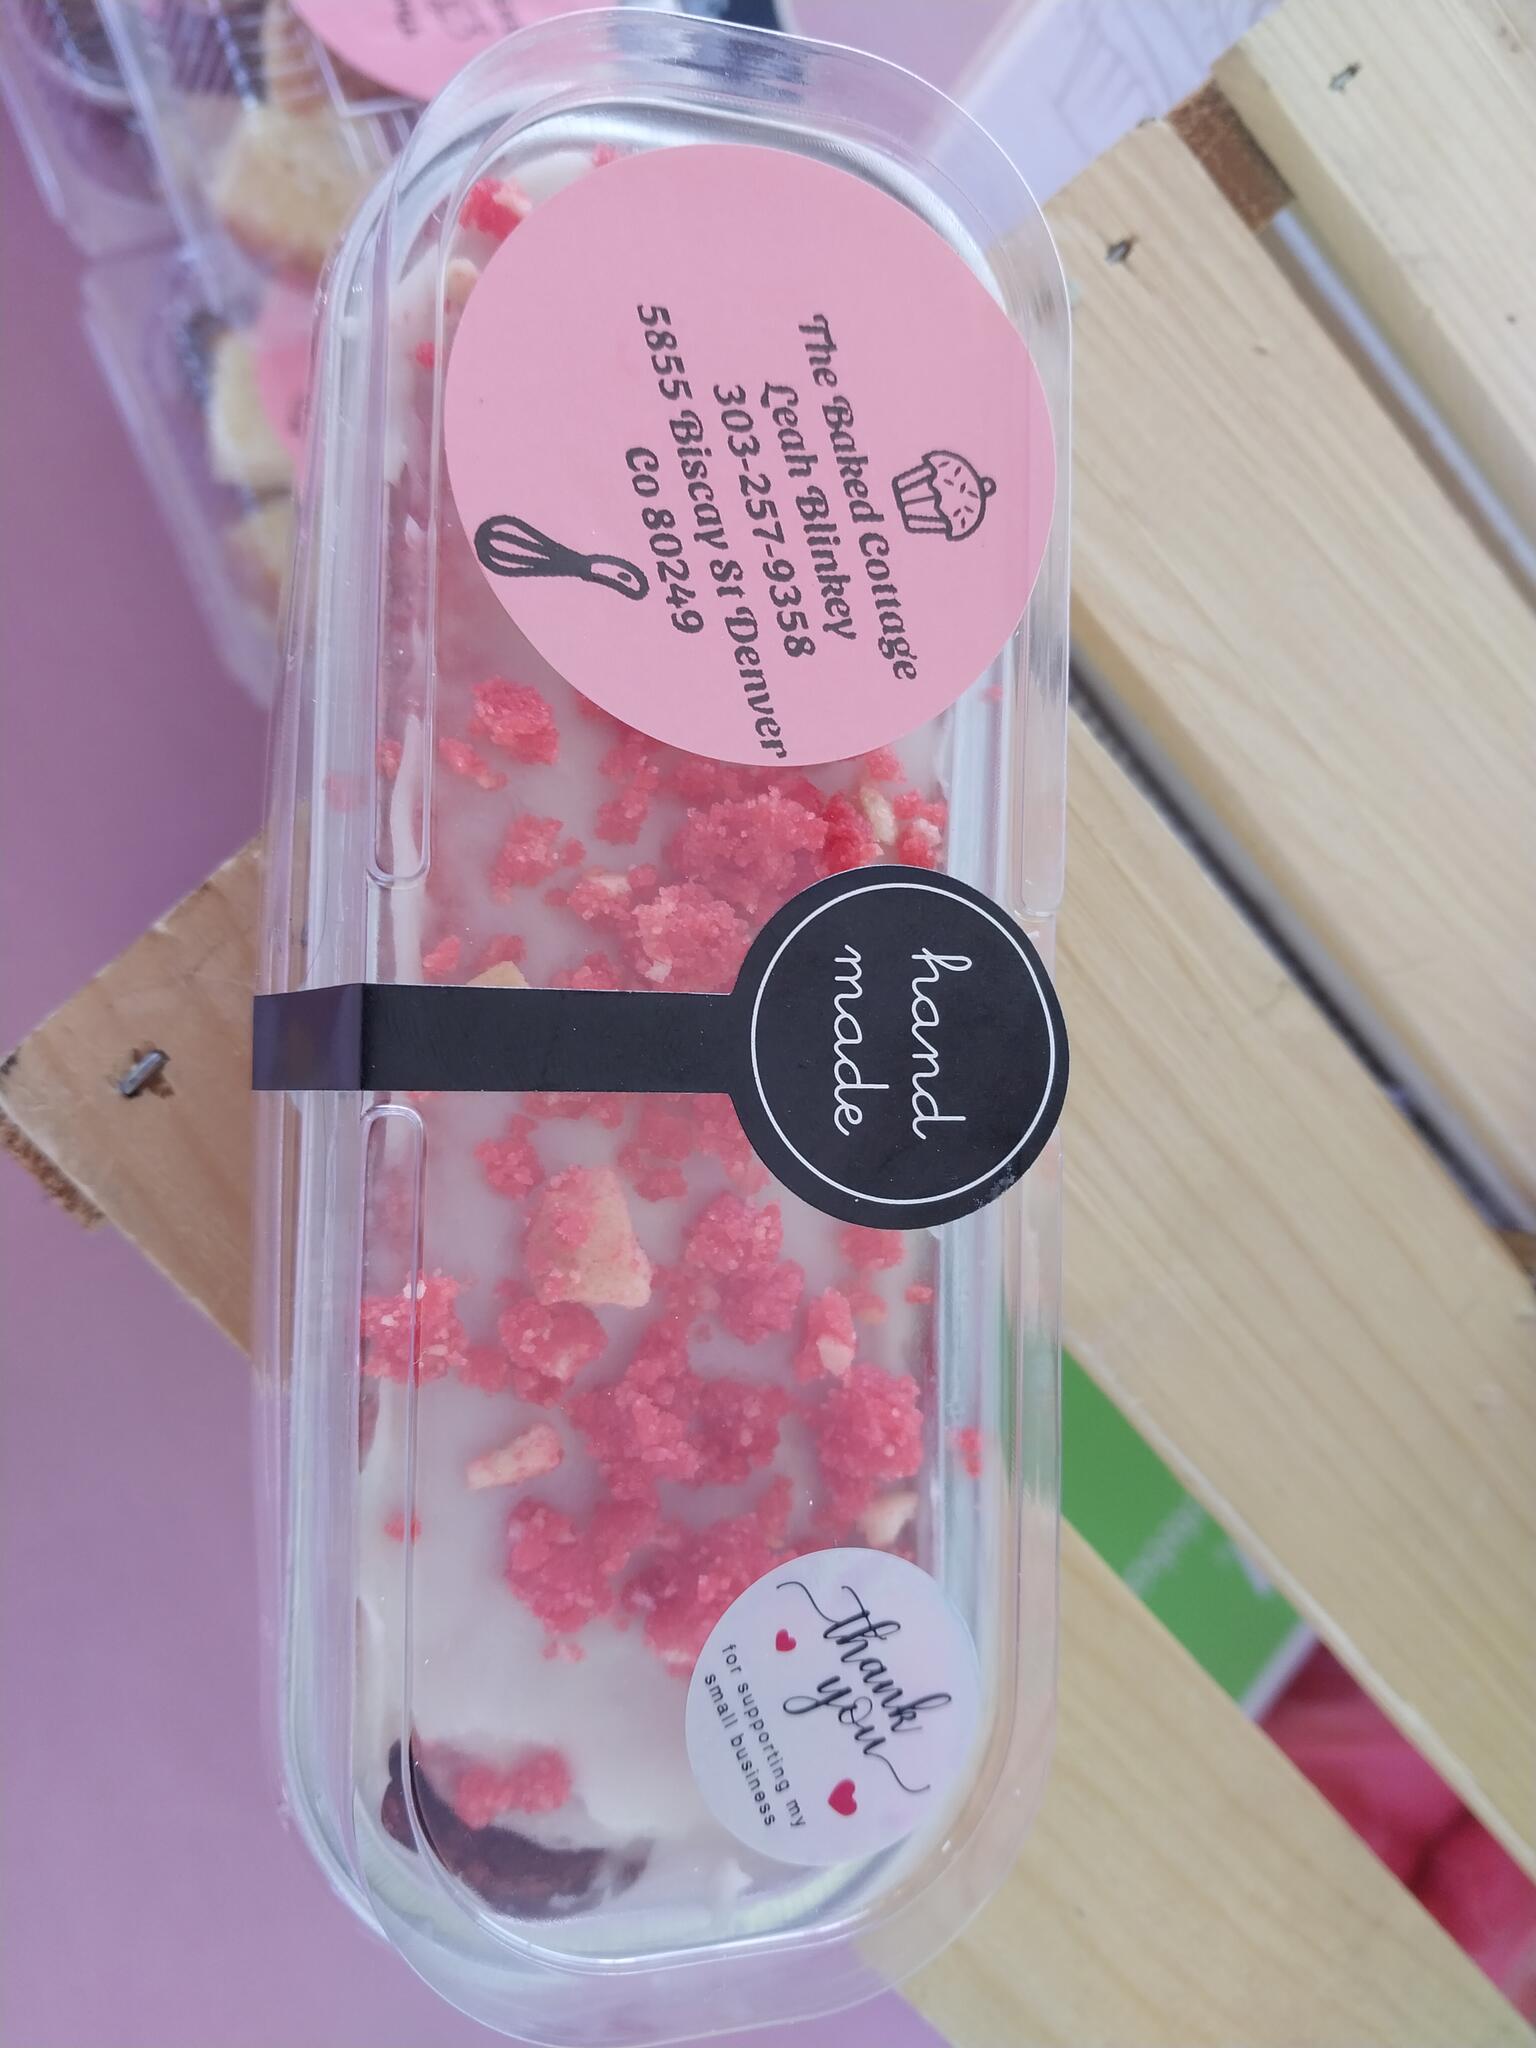 The Baked Cottage
Leah Blinkey
303-257-9358
5855 Biscay St Denver
Co 80249
hand
made
thank
you
for supporting my
small business